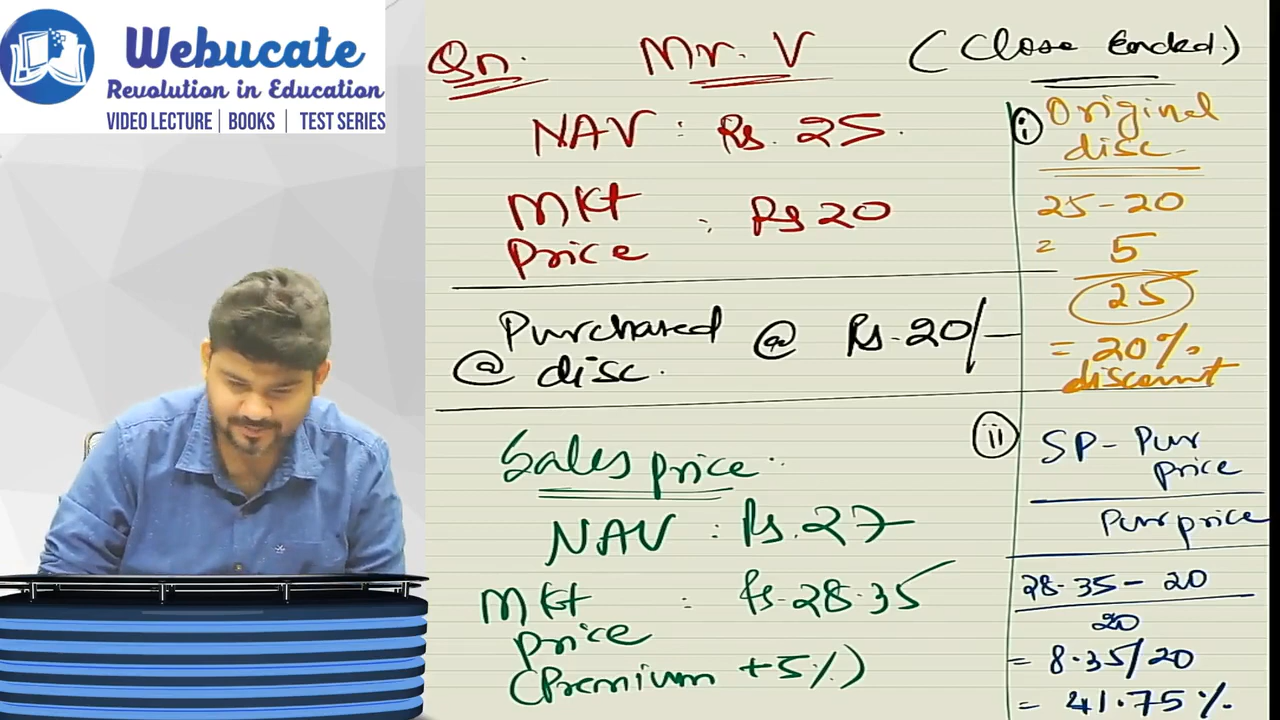 Webucate
Revolution in Education
VIDEO LECTURE | BOOKS | TEST SERIES
Qn. Mr. V (Close Ended.)
NAV : Rs. 25.
Mkt Price : Rs 20
Purchased @ Rs. 20/-
@ disc.
Sales price.
NAV : Rs. 27
Mkt price : Rs. 28.35
(Premium +5%)
i) Original
disc.
25 - 20
= 5
25
= 20%
discount
ii) SP - Pur
price
Pur price
28.35 - 20
20
= 8.35/20
= 41.75%